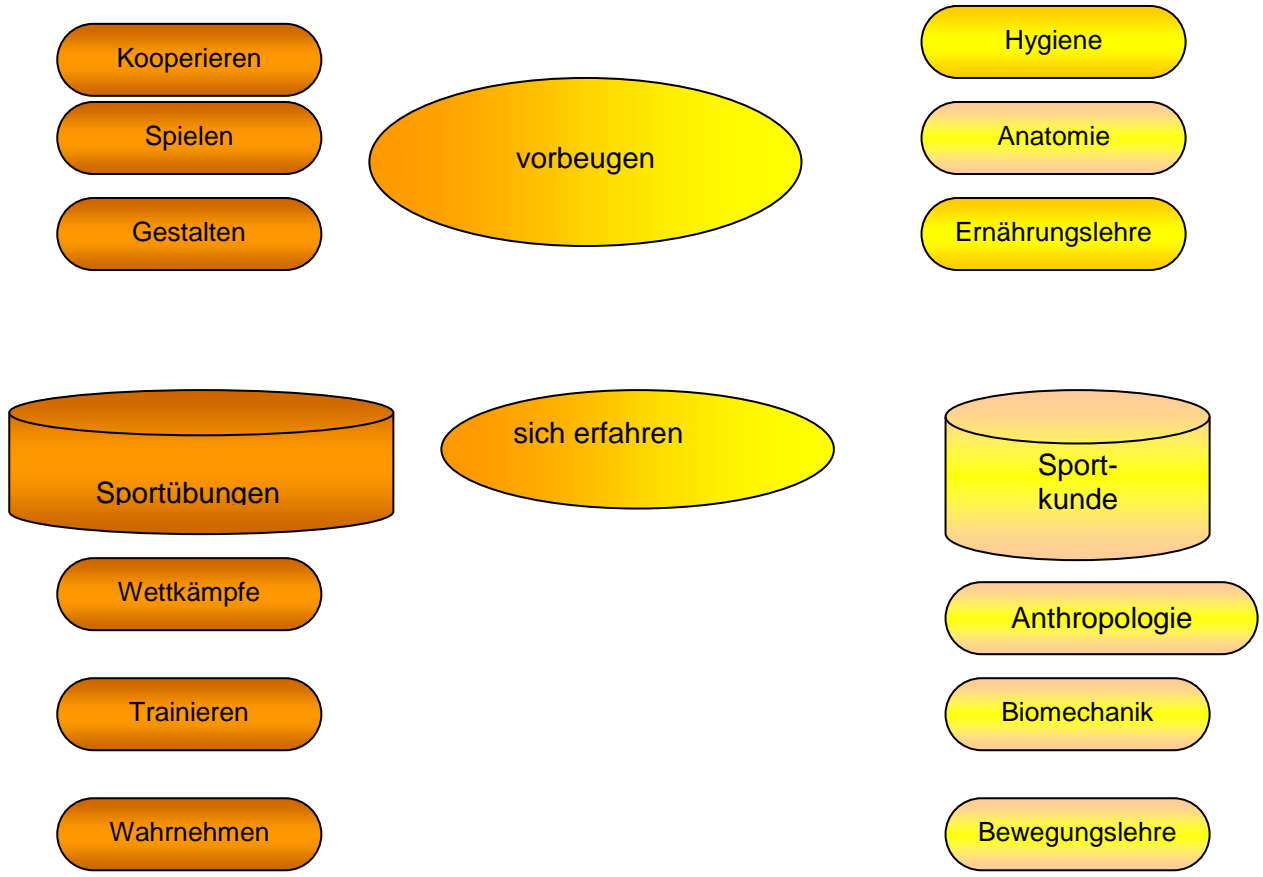 Kooperieren
Spielen
Gestalten
vorbeugen
Hygiene
Anatomie
Ernährungslehre
Sportübungen
sich erfahren
Sport-
kunde
Wettkämpfe
Trainieren
Wahrnehmen
Anthropologie
Biomechanik
Bewegungslehre